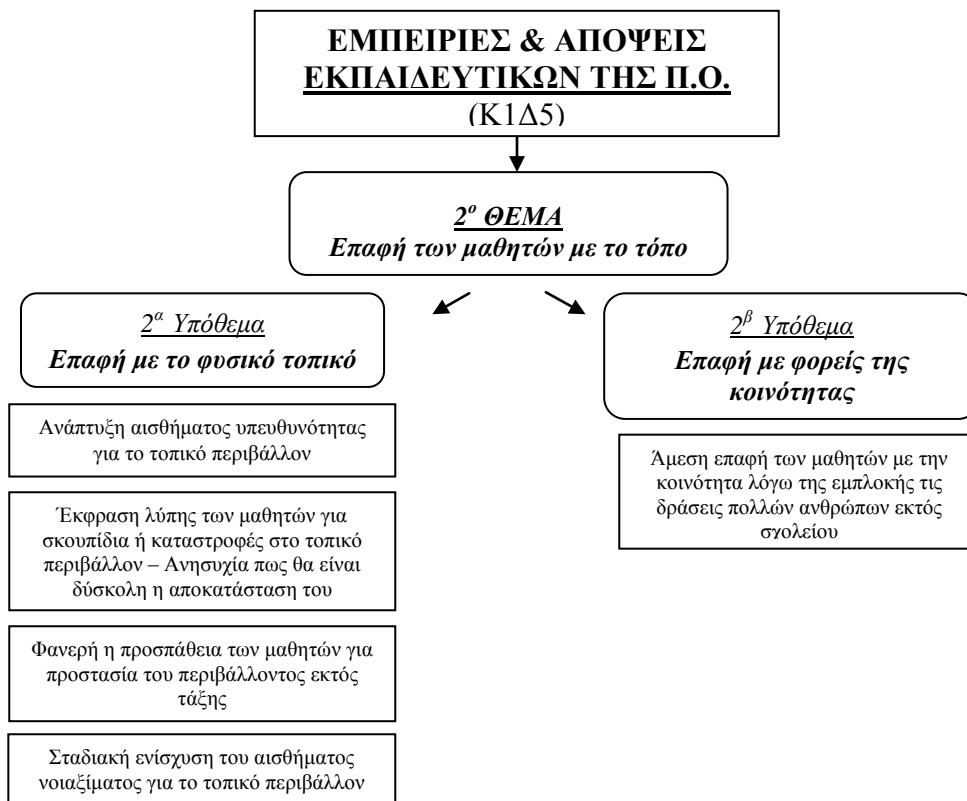 ΕΜΠΕΙΡΙΕΣ & ΑΠΟΨΕΙΣ
ΕΚΠΑΙΔΕΥΤΙΚΩΝ ΤΗΣ Π.Ο.
(Κ1Δ5)
2ο ΘΕΜΑ
Επαφή των μαθητών με το τόπο
2α Υπόθεμα
Επαφή με το φυσικό τοπικό
Ανάπτυξη αισθήματος υπευθυνότητας
για το τοπικό περιβάλλον
Έκφραση λύπης των μαθητών για
σκουπίδια ή καταστροφές στο τοπικό
περιβάλλον – Ανησυχία πως θα είναι
δύσκολη η αποκατάσταση του
Φανερή η προσπάθεια των μαθητών για
προστασία του περιβάλλοντος εκτός
τάξης
Σταδιακή ενίσχυση του αισθήματος
νοιαξίματος για το τοπικό περιβάλλον
2β Υπόθεμα
Επαφή με φορείς της
κοινότητας
Άμεση επαφή των μαθητών με την
κοινότητα λόγω της εμπλοκής τις
δράσεις πολλών ανθρώπων εκτός
σχολείου